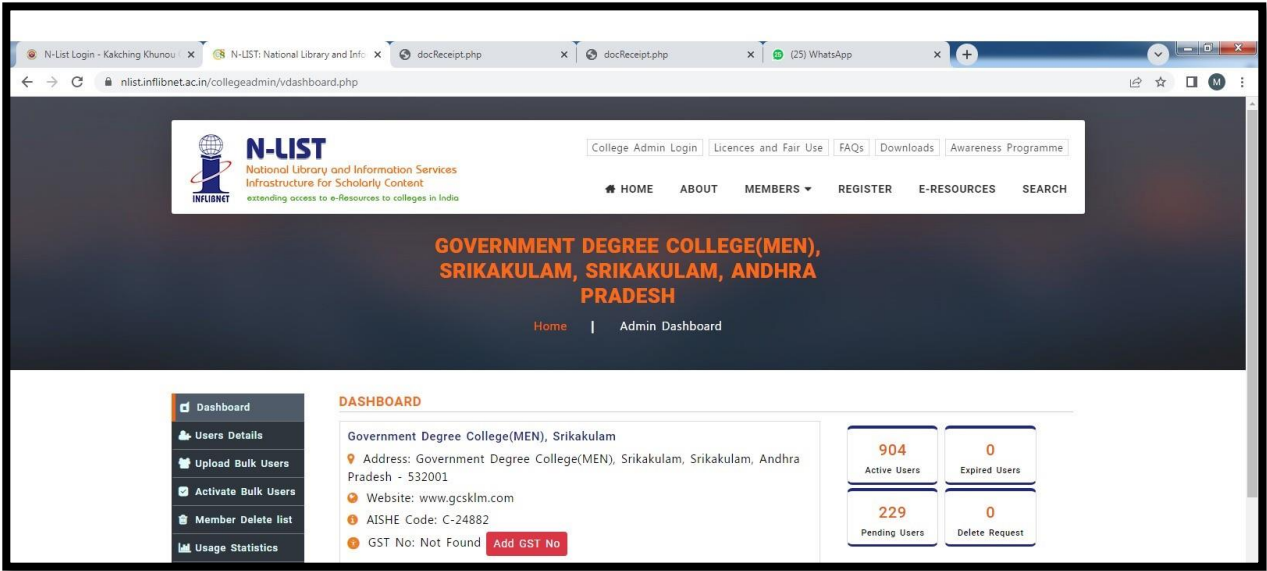 N-List Login - Kakching Khunou
N-LIST: National Library and Info
docReceipt.php
docReceipt.php
(25) WhatsApp
nlist.inflibnet.ac.in/collegeadmin/vdashboard.php
M
INFLIBNET
N-LIST
National Library and Information Services
Infrastructure for Scholarly Content
extending access to e-Resources to colleges in India
College Admin Login Licences and Fair Use FAQs Downloads Awareness Programme
HOME ABOUT MEMBERS REGISTER E-RESOURCES SEARCH
GOVERNMENT DEGREE COLLEGE(MEN),
SRIKAKULAM, SRIKAKULAM, ANDHRA
PRADESH
Home | Admin Dashboard
Dashboard
Users Details
Upload Bulk Users
Activate Bulk Users
Member Delete list
Usage Statistics
DASHBOARD
Government Degree College(MEN), Srikakulam
Address: Government Degree College(MEN), Srikakulam, Srikakulam, Andhra
Pradesh - 532001
Website: www.gcsklm.com
AISHE Code: C-24882
GST No: Not Found Add GST No
904
Active Users
0
Expired Users
229
Pending Users
0
Delete Request